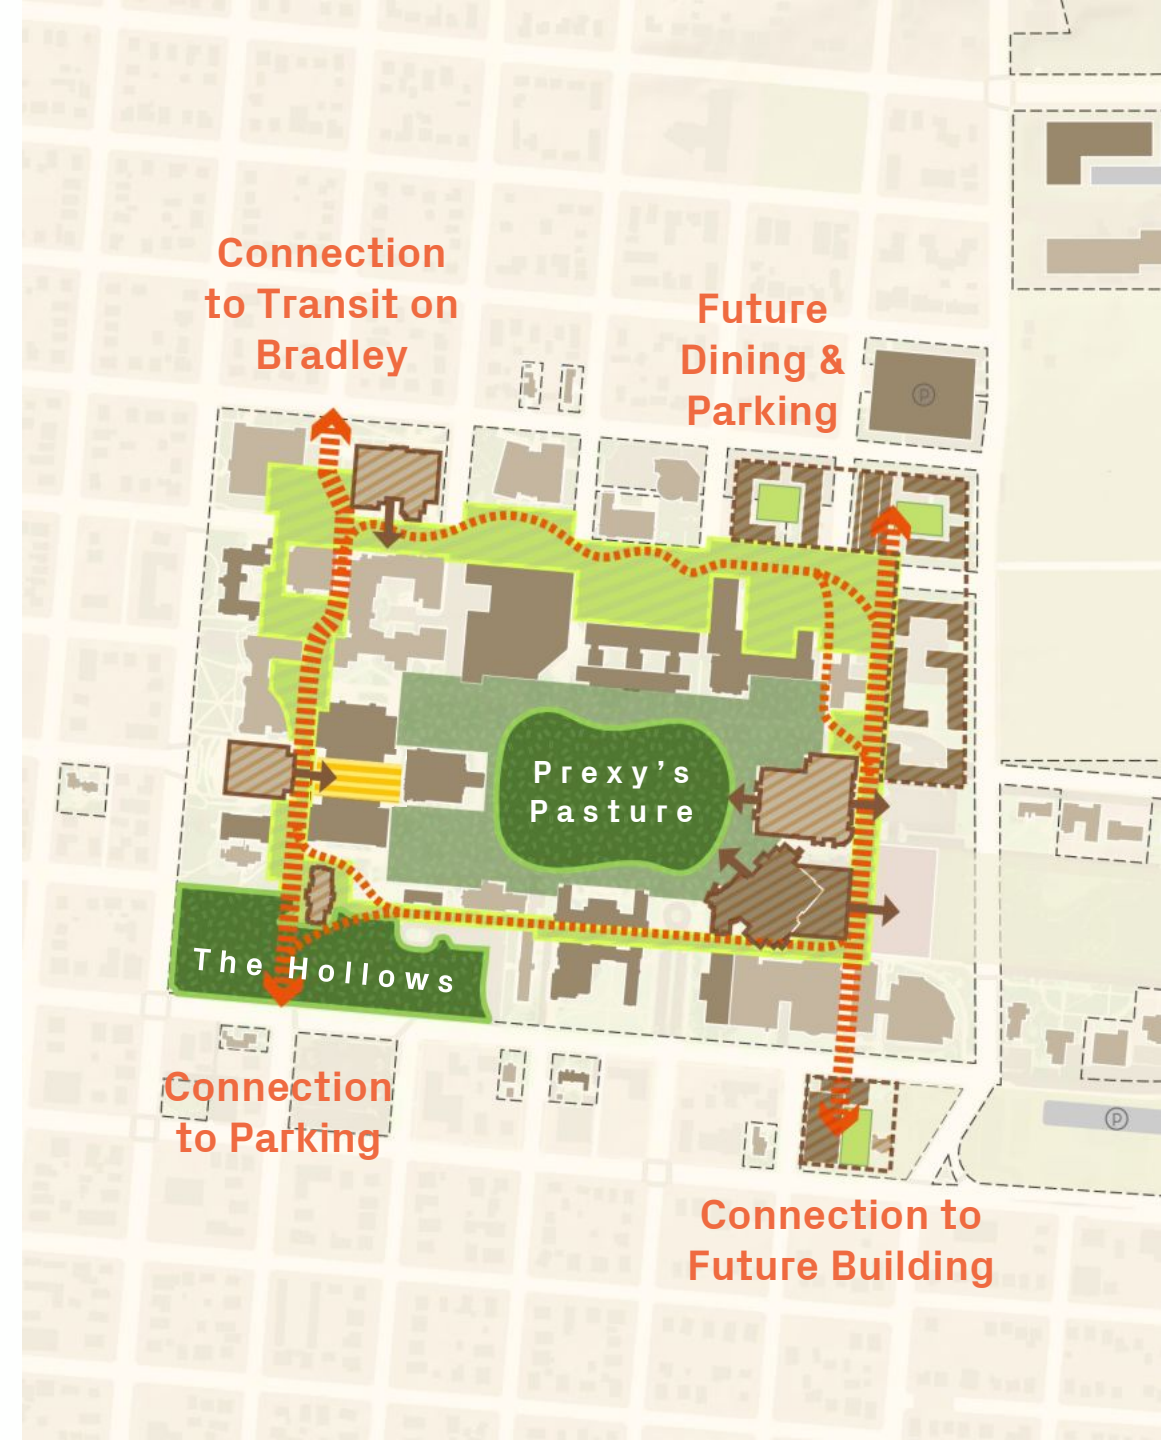 Connection
to Transit on
Bradley
Future
Dining &
Parking
P
Prexy's
Pasture
The Hollows
Connection
to Parking
P
Connection to
Future Building